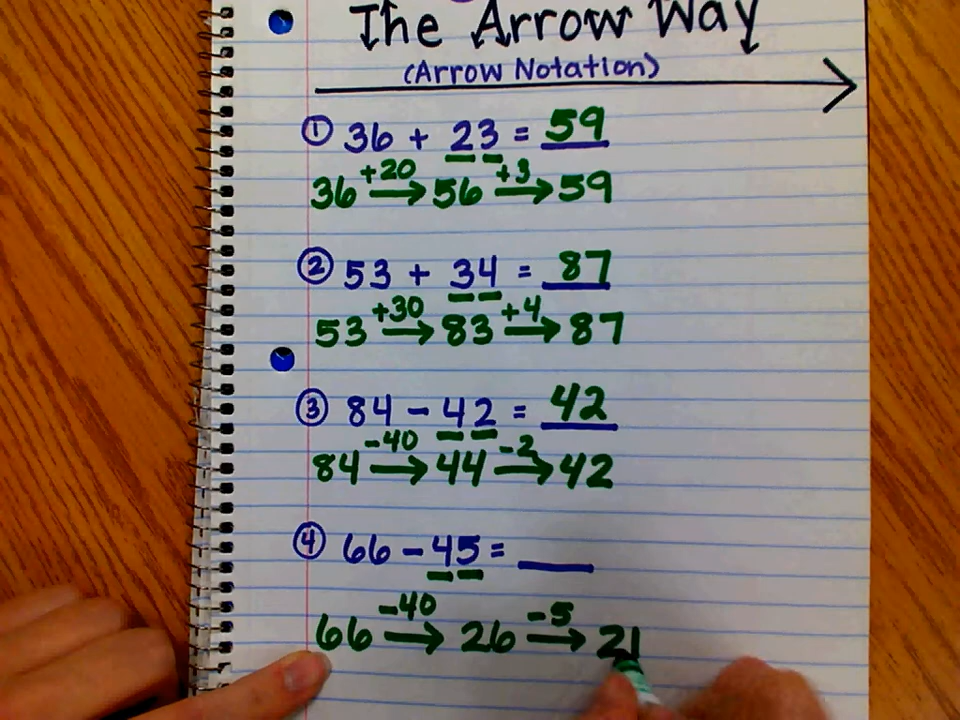 The Arrow Way
(Arrow Notation)
① 36 + 23 = 59
+20 +3
36 → 56 → 59
② 53 + 34 = 87
+30 +4
53 → 83 → 87
③ 84 - 42 = 42
-40 -2
84 → 44 → 42
④ 66 - 45 = ___
-40 -5
66 → 26 → 21